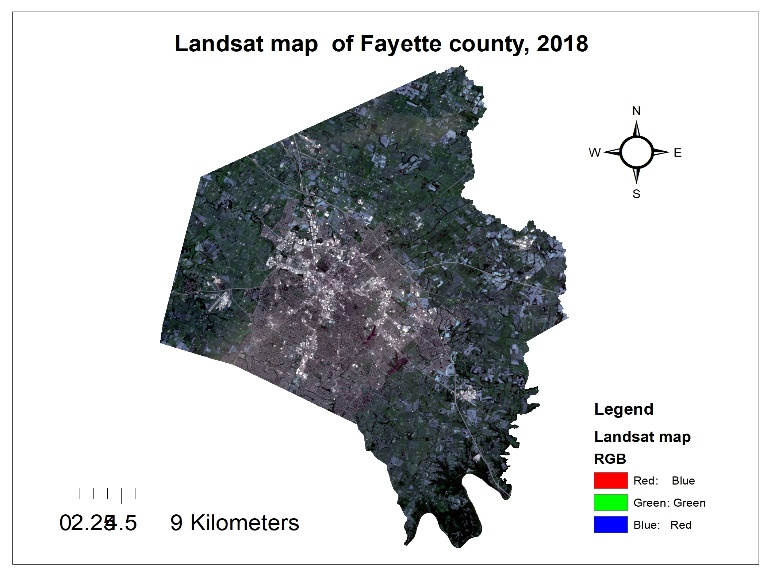 Landsat map  of Fayette county, 2018
N
W E
S
Legend
Landsat map
RGB
Red: Blue
Green: Green
Blue: Red
9 Kilometers